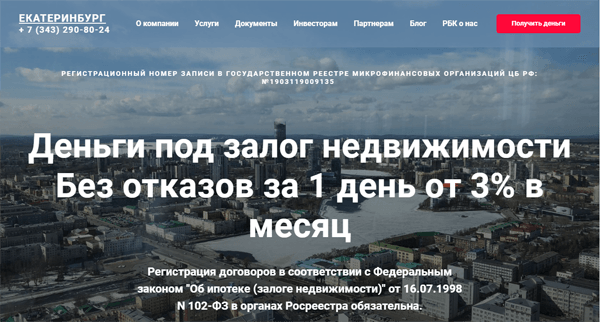 ЕКАТЕРИНБУРГ
+ 7 (343) 290-80-24
О компании Услуги Документы Инвесторам Партнерам Блог РБК о нас Получить деньги
РЕГИСТРАЦИОННЫЙ НОМЕР ЗАПИСИ В ГОСУДАРСТВЕННОМ РЕЕСТРЕ МИКРОФИНАНСОВЫХ ОРГАНИЗАЦИЙ ЦБ РФ:
№1903119009135
Деньги под залог недвижимости
Без отказов за 1 день от 3% в
месяц
Регистрация договоров в соответствии с Федеральным
законом "Об ипотеке (залоге недвижимости)" от 16.07.1998
N 102-ФЗ в органах Росреестра обязательна.